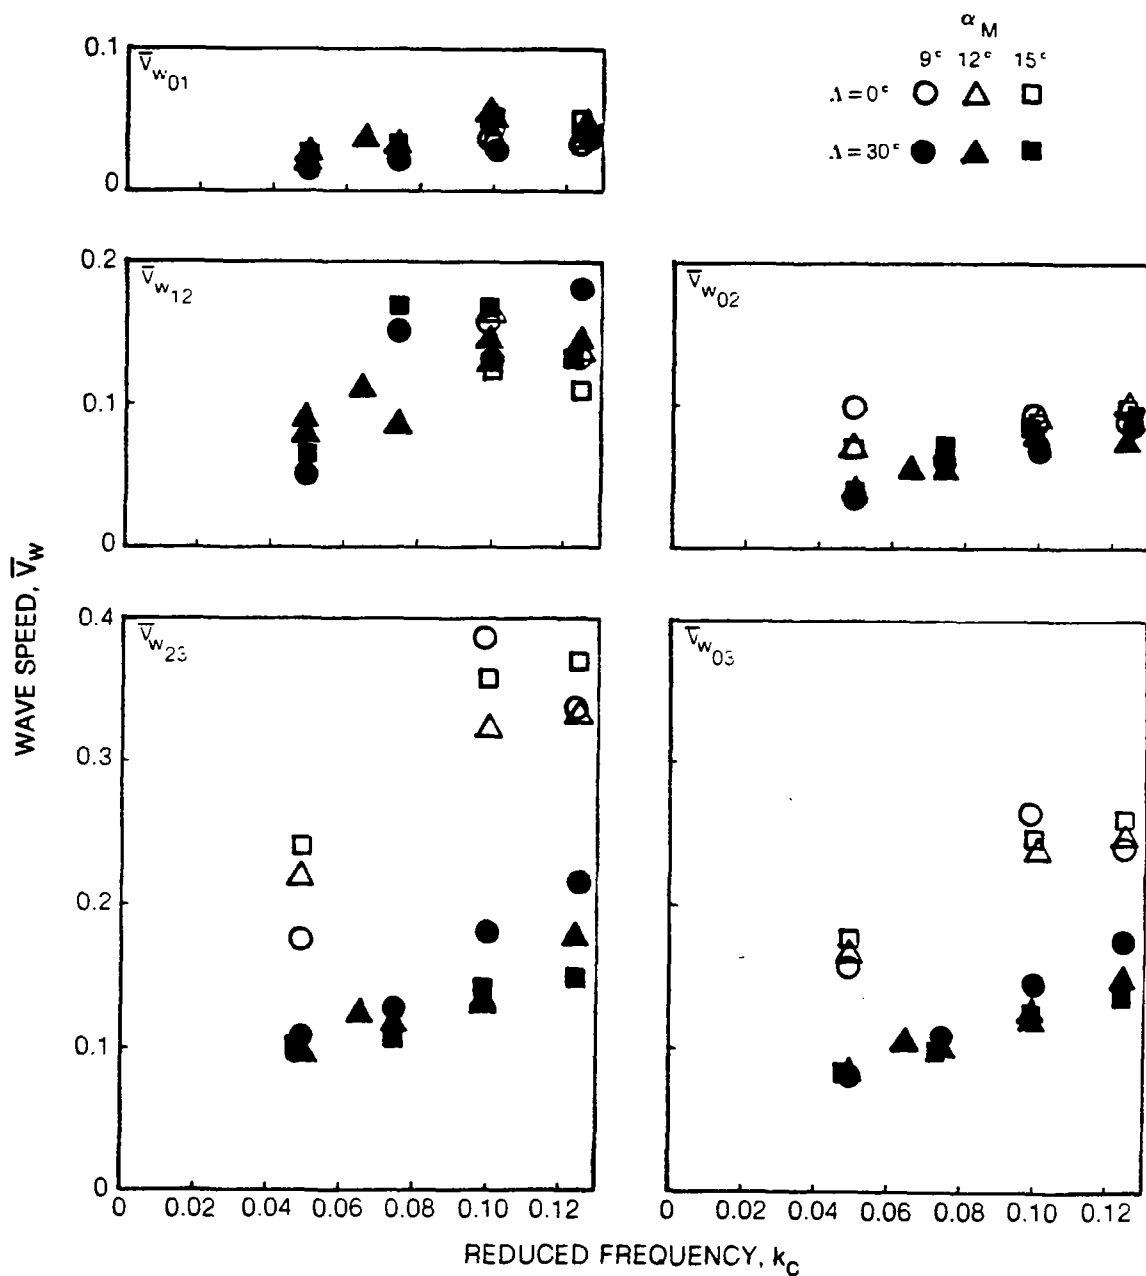 α M
9° 12° 15°
Λ = 0°
Λ = 30°
0.1
0
V̅w01
0.2
0.1
0
V̅w12
V̅w02
0.4
0.3
0.2
0.1
0
V̅w23
V̅w03
WAVE SPEED, V̅w
0 0.02 0.04 0.06 0.08 0.10 0.12
0 0.02 0.04 0.06 0.08 0.10 0.12
REDUCED FREQUENCY, kc